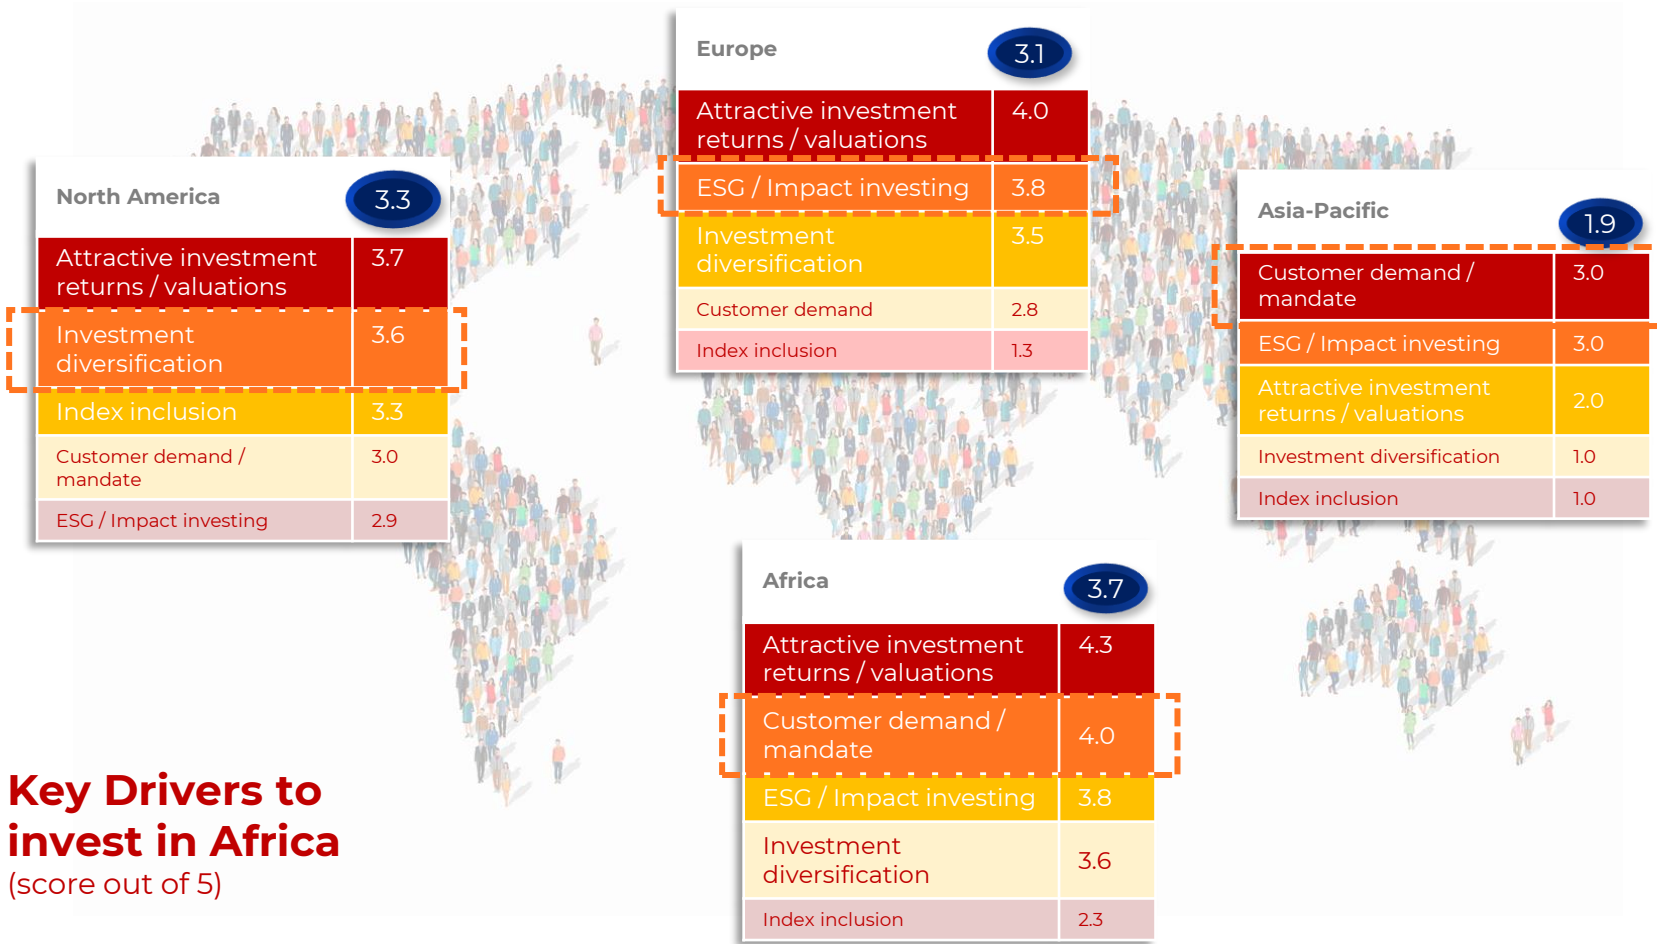 Europe 3.1
Attractive investment 4.0
returns / valuations
ESG / Impact investing 3.8
Investment 3.5
diversification
Customer demand 2.8
Index inclusion 1.3
North America 3.3
Attractive investment 3.7
returns / valuations
Investment 3.6
diversification
Index inclusion 3.3
Customer demand / 3.0
mandate
ESG / Impact investing 2.9
Asia-Pacific 1.9
Customer demand / 3.0
mandate
ESG / Impact investing 3.0
Attractive investment
returns / valuations 2.0
Investment diversification 1.0
Index inclusion 1.0
Africa 3.7
Attractive investment 4.3
returns / valuations
Customer demand / 4.0
mandate
ESG / Impact investing 3.8
Investment 3.6
diversification
Index inclusion 2.3
Key Drivers to
invest in Africa
(score out of 5)